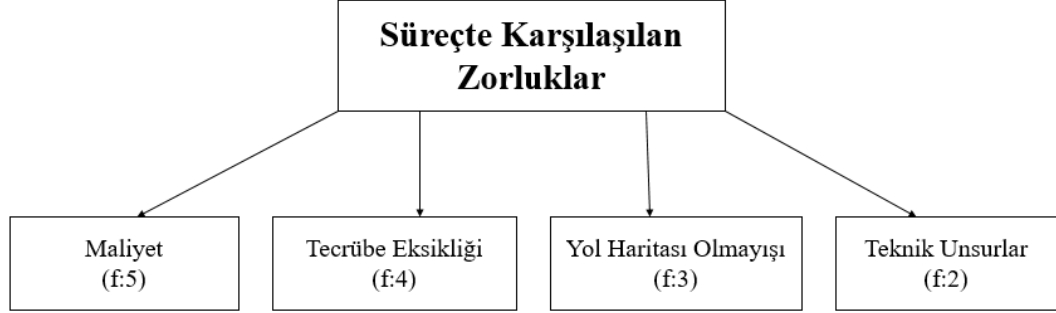 Süreçte Karşılaşılan
Zorluklar
Maliyet
(f:5)
Tecrübe Eksikliği
(f:4)
Yol Haritası Olmayışı
(f:3)
Teknik Unsurlar
(f:2)